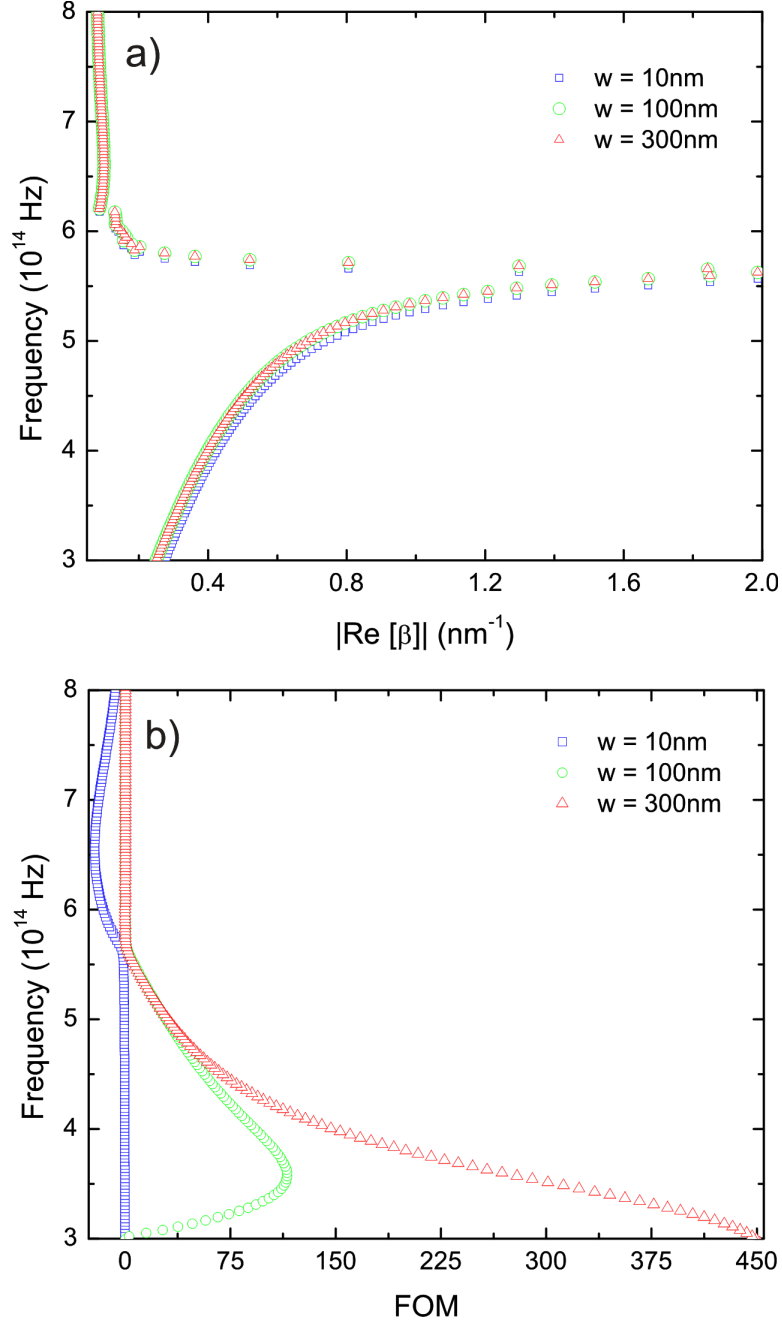 a)
w = 10nm
w = 100nm
w = 300nm
8
7
6
5
4
3
Frequency (10¹⁴ Hz)
0.4 0.8 1.2 1.6 2.0
|Re [β]| (nm⁻¹)
b)
w = 10nm
w = 100nm
w = 300nm
8
7
6
5
4
3
Frequency (10¹⁴ Hz)
0 75 150 225 300 375 450
FOM